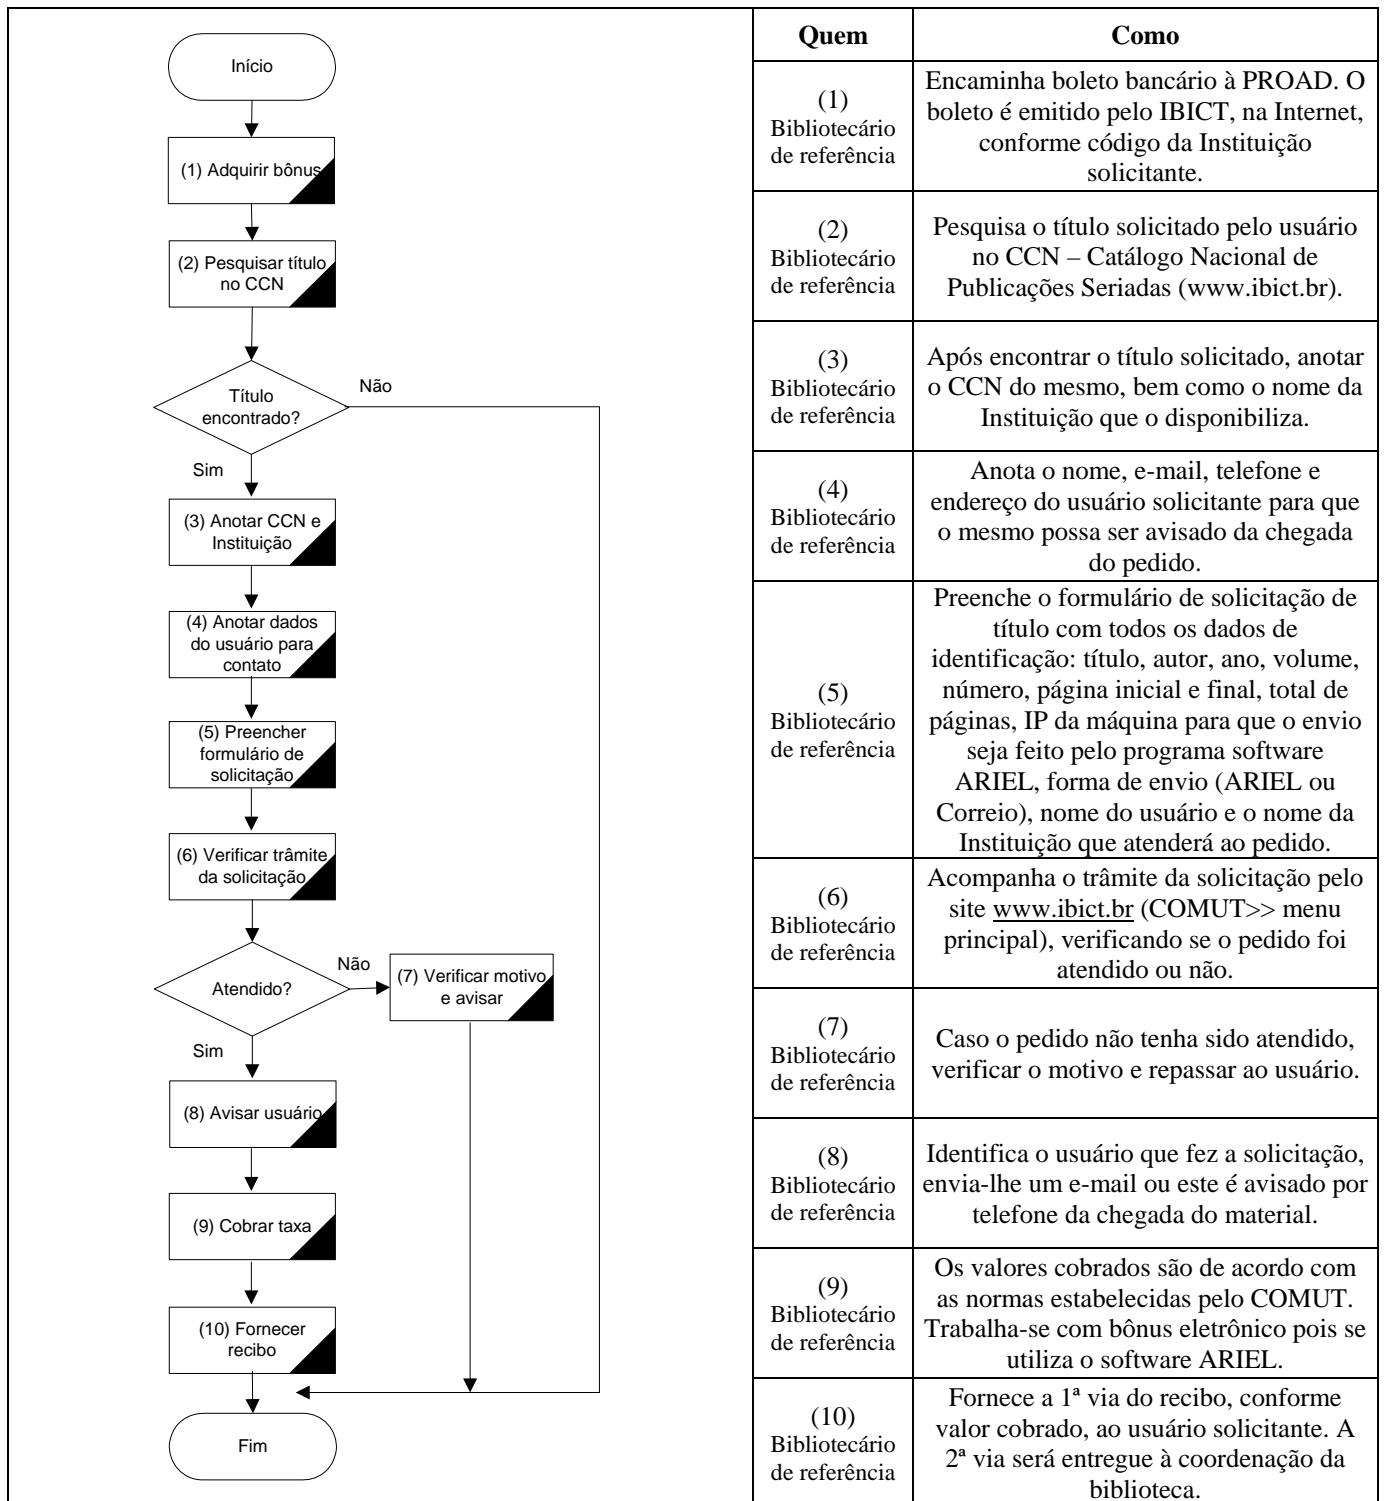 Início
(1) Adquirir bônus
(2) Pesquisar título
no CCN
Título
encontrado?
Não
Sim
(3) Anotar CCN e
Instituição
(4) Anotar dados
do usuário para
contato
(5) Preencher
formulário de
solicitação
(6) Verificar trâmite
da solicitação
Atendido?
Não
(7) Verificar motivo
e avisar
Sim
(8) Avisar usuário
(9) Cobrar taxa
(10) Fornecer
recibo
Fim
Quem
Como
(1)
Bibliotecário
de referência
Encaminha boleto bancário à PROAD. O
boleto é emitido pelo IBICT, na Internet,
conforme código da Instituição
solicitante.
(2)
Bibliotecário
de referência
Pesquisa o título solicitado pelo usuário
no CCN – Catálogo Nacional de
Publicações Seriadas (www.ibict.br).
(3)
Bibliotecário
de referência
Após encontrar o título solicitado, anotar
o CCN do mesmo, bem como o nome da
Instituição que o disponibiliza.
(4)
Bibliotecário
de referência
Anota o nome, e-mail, telefone e
endereço do usuário solicitante para que
o mesmo possa ser avisado da chegada
do pedido.
(5)
Bibliotecário
de referência
Preenche o formulário de solicitação de
título com todos os dados de
identificação: título, autor, ano, volume,
número, página inicial e final, total de
páginas, IP da máquina para que o envio
seja feito pelo programa software
ARIEL, forma de envio (ARIEL ou
Correio), nome do usuário e o nome da
Instituição que atenderá ao pedido.
(6)
Bibliotecário
de referência
Acompanha o trâmite da solicitação pelo
site www.ibict.br (COMUT>> menu
principal), verificando se o pedido foi
atendido ou não.
(7)
Bibliotecário
de referência
Caso o pedido não tenha sido atendido,
verificar o motivo e repassar ao usuário.
(8)
Bibliotecário
de referência
Identifica o usuário que fez a solicitação,
envia-lhe um e-mail ou este é avisado por
telefone da chegada do material.
(9)
Bibliotecário
de referência
Os valores cobrados são de acordo com
as normas estabelecidas pelo COMUT.
Trabalha-se com bônus eletrônico pois se
utiliza o software ARIEL.
(10)
Bibliotecário
de referência
Fornece a 1ª via do recibo, conforme
valor cobrado, ao usuário solicitante. A
2ª via será entregue à coordenação da
biblioteca.